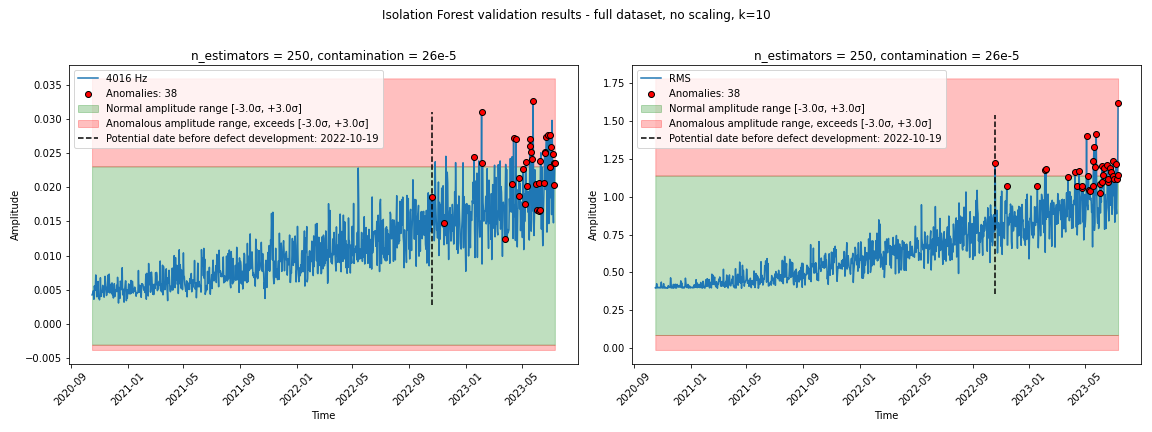 Isolation Forest validation results - full dataset, no scaling, k=10
n_estimators = 250, contamination = 26e-5
4016 Hz
Anomalies: 38
Normal amplitude range [-3.0σ, +3.0σ]
Anomalous amplitude range, exceeds [-3.0σ, +3.0σ]
Potential date before defect development: 2022-10-19
Amplitude
0.035
0.030
0.025
0.020
0.015
0.010
0.005
0.000
−0.005
2020-09
2021-01
2021-05
2021-09
2022-01
2022-05
2022-09
2023-01
2023-05
Time
n_estimators = 250, contamination = 26e-5
RMS
Anomalies: 38
Normal amplitude range [-3.0σ, +3.0σ]
Anomalous amplitude range, exceeds [-3.0σ, +3.0σ]
Potential date before defect development: 2022-10-19
Amplitude
1.75
1.50
1.25
1.00
0.75
0.50
0.25
0.00
2020-09
2021-01
2021-05
2021-09
2022-01
2022-05
2022-09
2023-01
2023-05
Time